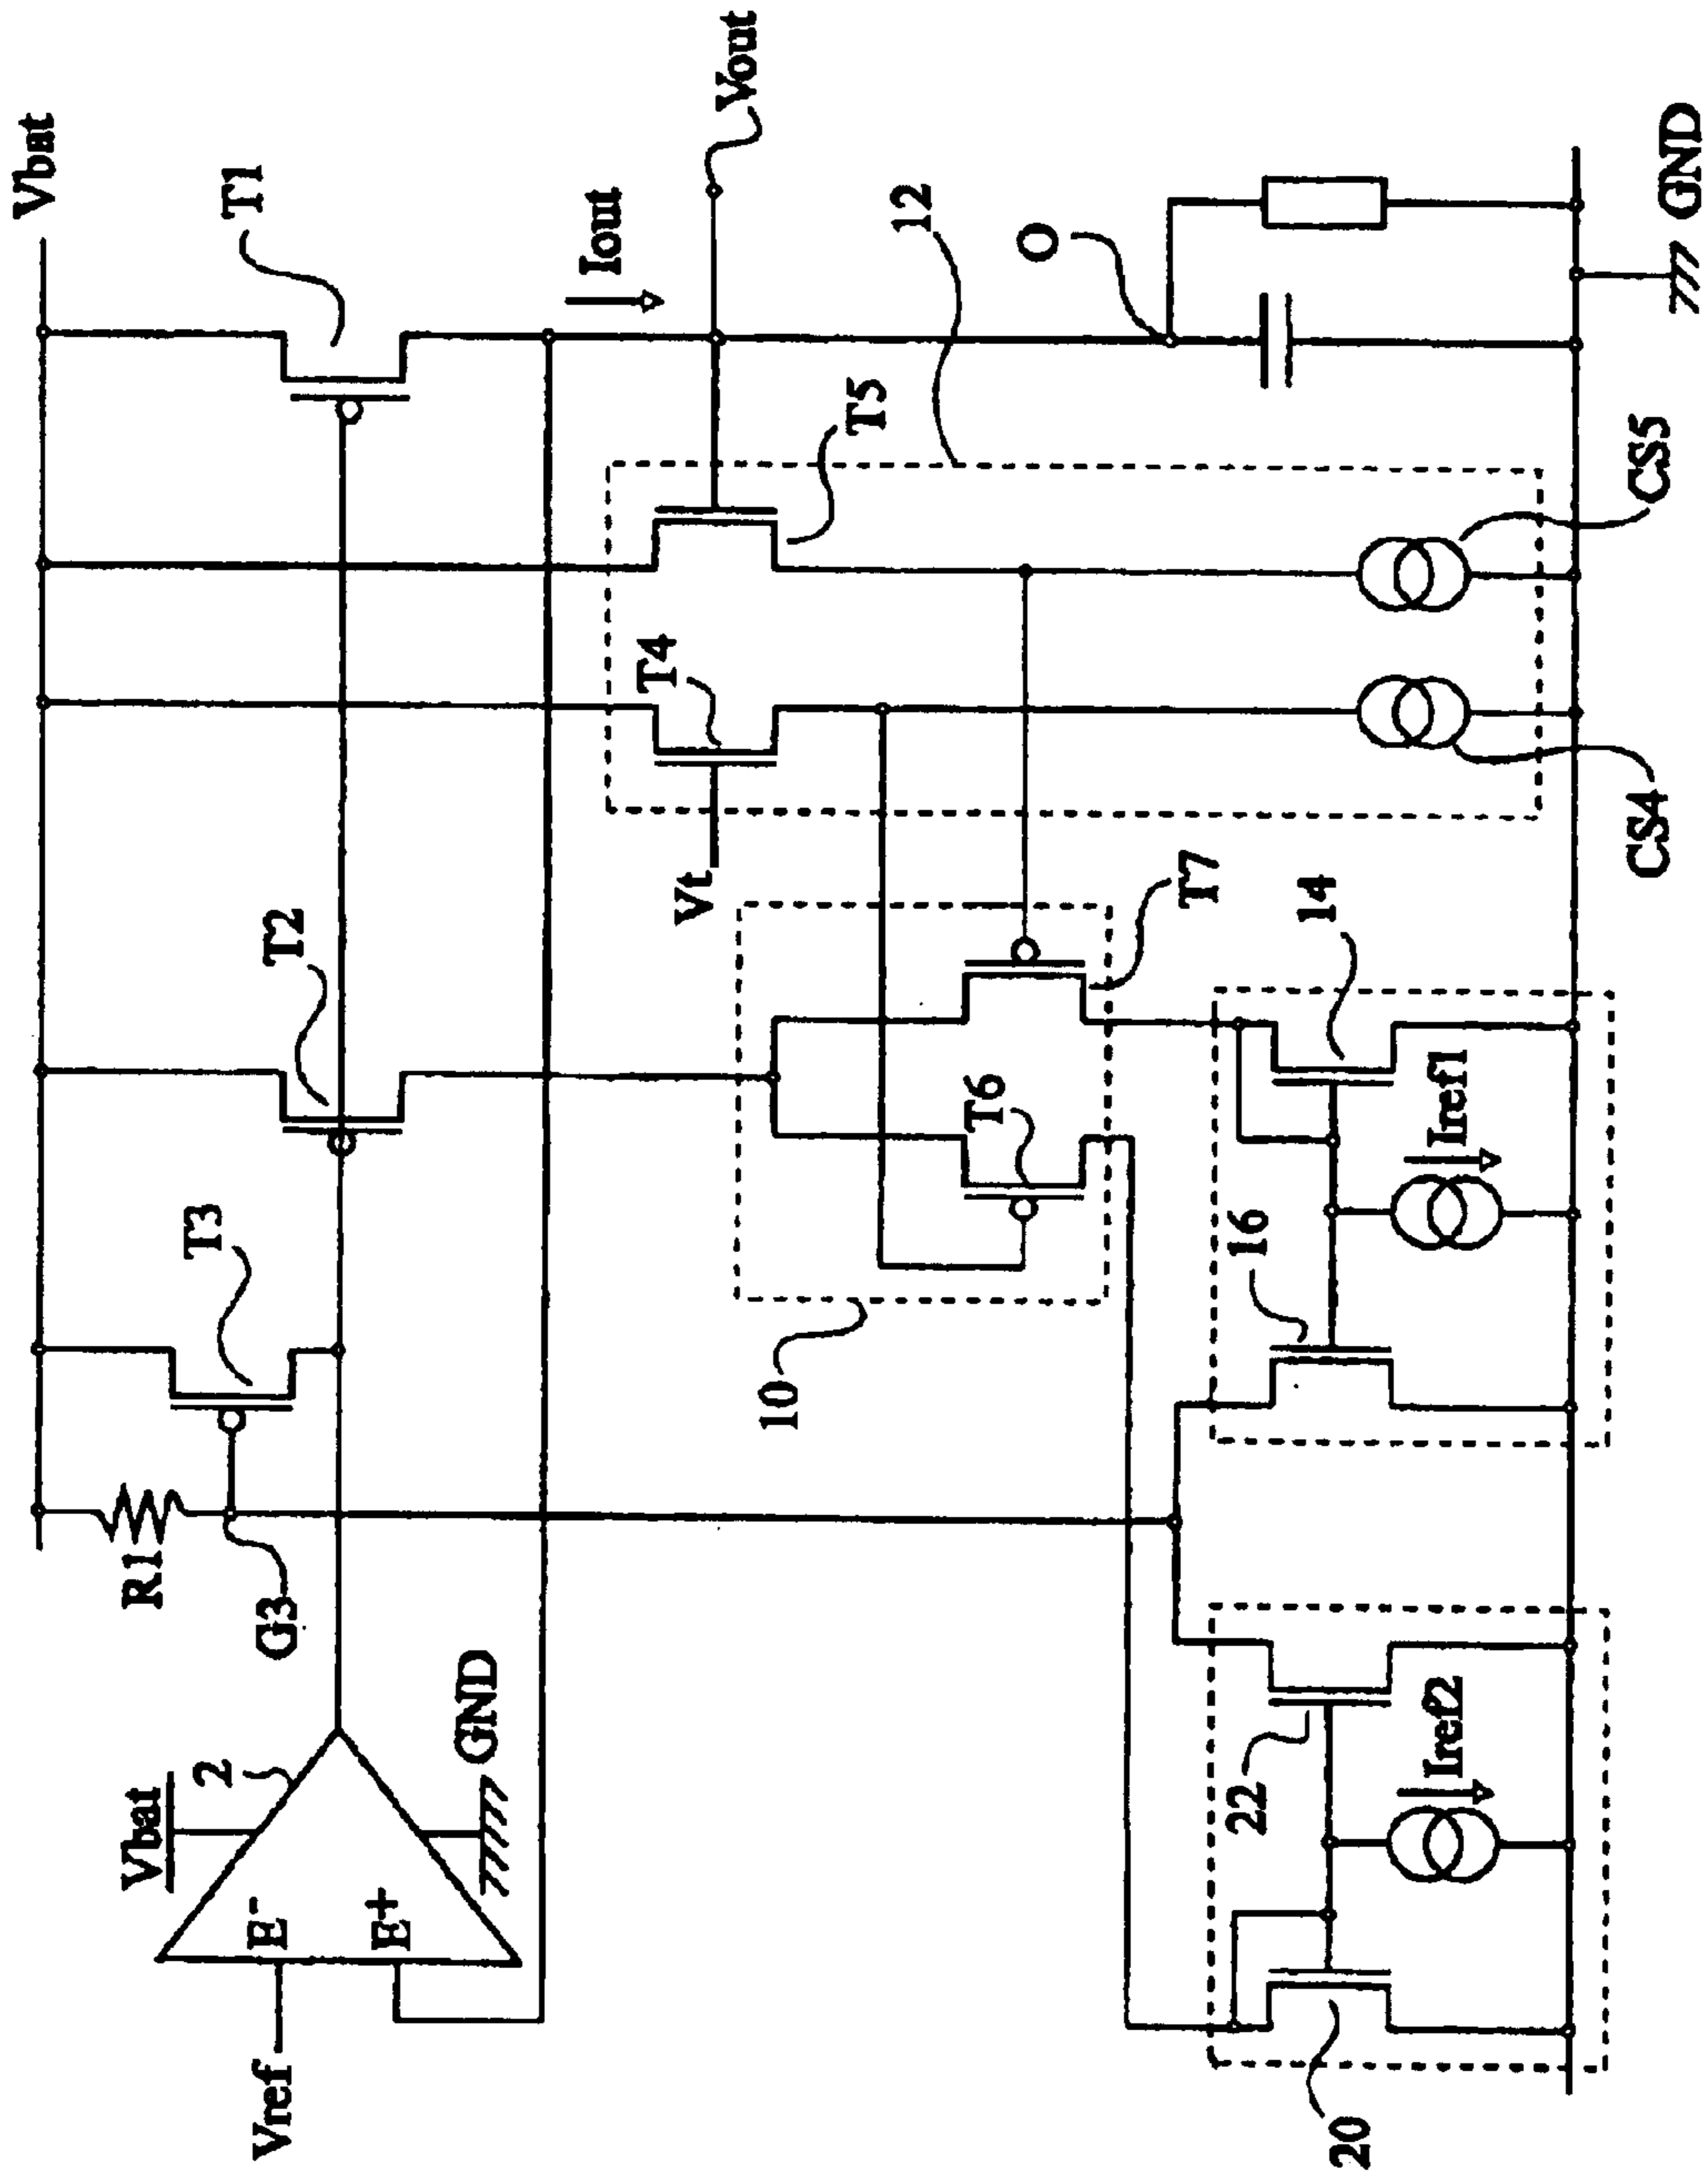 Vbat
T1
T2
T3
R1
G3
Vbat
2
E-
E+
Vref
GND
Iout
Vout
T4
T5
Vt
12
O
10
T6
T7
14
16
Iref1
22
Iref2
20
CS4
CS5
GND